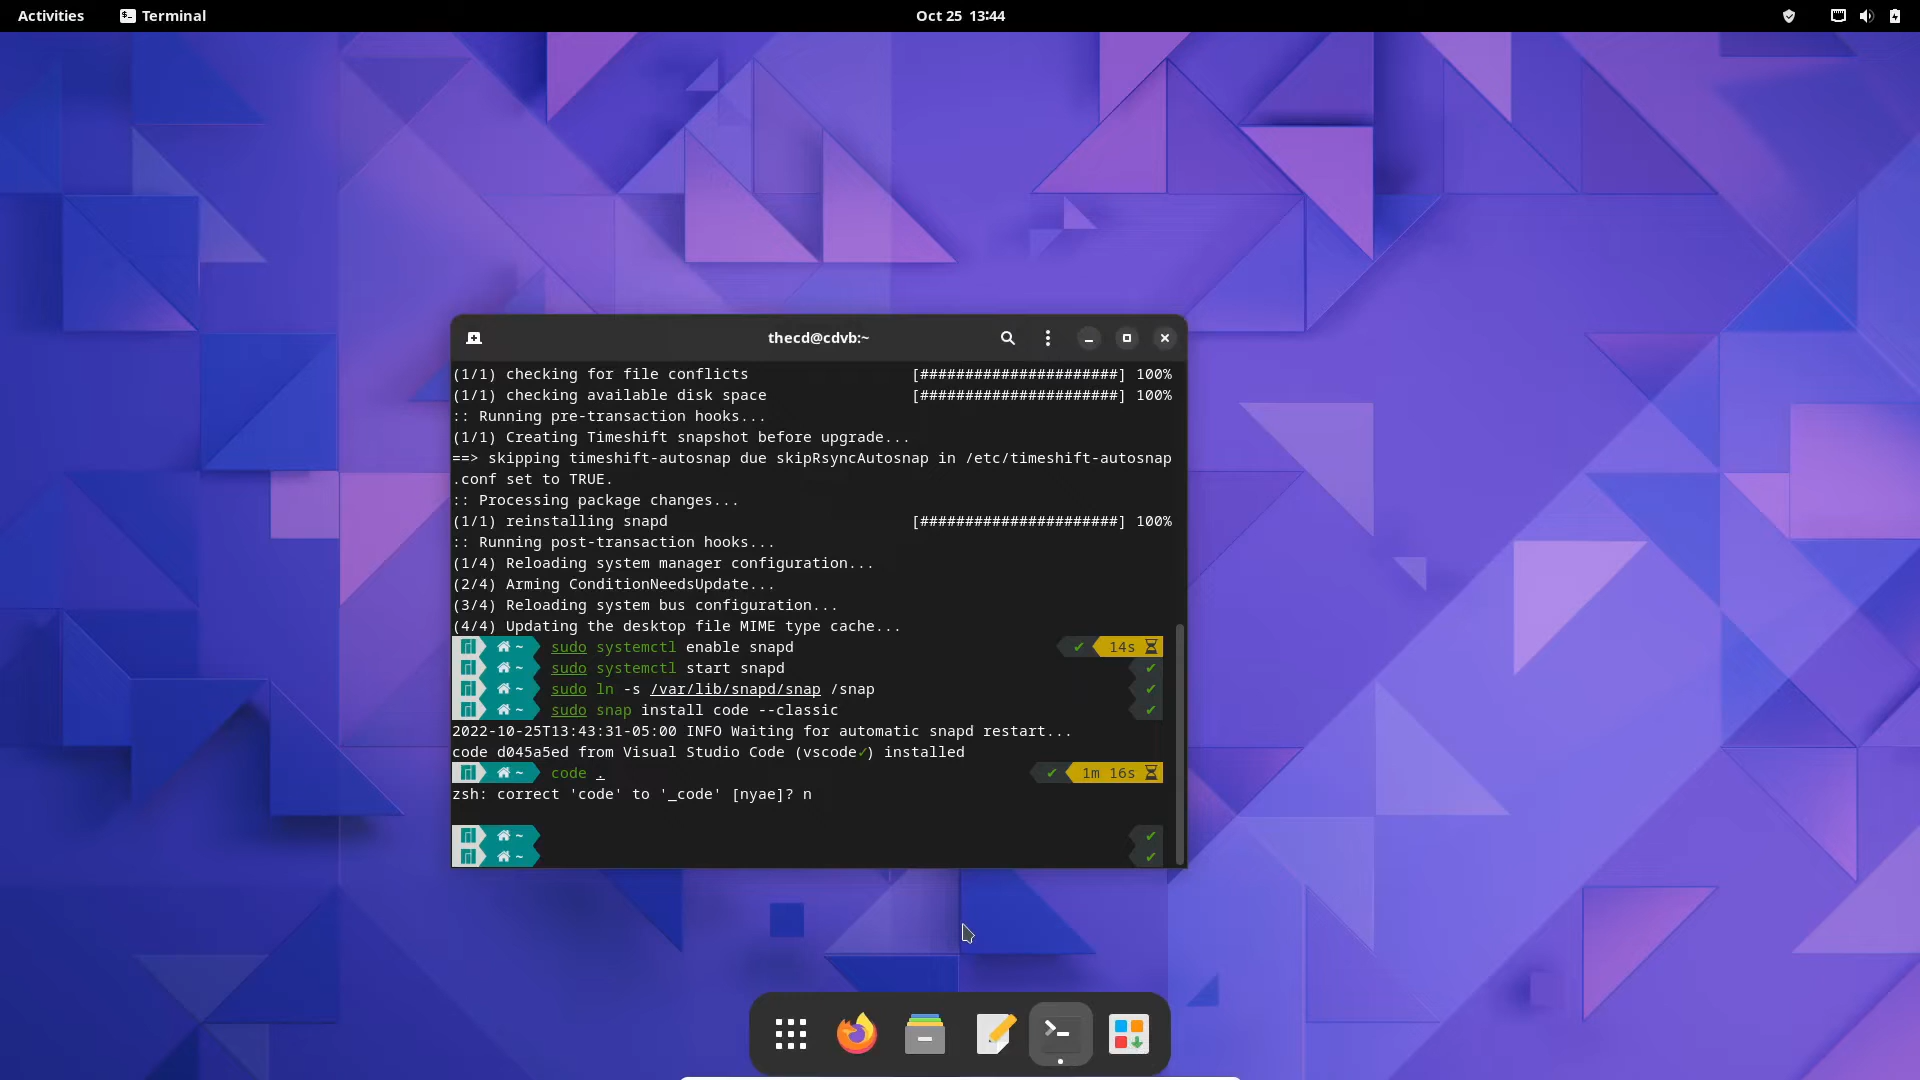 Activities Terminal Oct 25 13:44
thecd@cdvb:~
(1/1) checking for file conflicts [######################] 100%
(1/1) checking available disk space [######################] 100%
:: Running pre-transaction hooks...
(1/1) Creating Timeshift snapshot before upgrade...
==> skipping timeshift-autosnap due skipRsyncAutosnap in /etc/timeshift-autosnap
.conf set to TRUE.
:: Processing package changes...
(1/1) reinstalling snapd [######################] 100%
:: Running post-transaction hooks...
(1/4) Reloading system manager configuration...
(2/4) Arming ConditionNeedsUpdate...
(3/4) Reloading system bus configuration...
(4/4) Updating the desktop file MIME type cache...
~ sudo systemctl enable snapd ✔ 14s
~ sudo systemctl start snapd ✔
~ sudo ln -s /var/lib/snapd/snap /snap ✔
~ sudo snap install code --classic ✔
2022-10-25T13:43:31-05:00 INFO Waiting for automatic snapd restart...
code d045a5ed from Visual Studio Code (vscode✓) installed
~ code . ✔ 1m 16s
zsh: correct 'code' to '_code' [nyae]? n
~ ✔
~ ✔